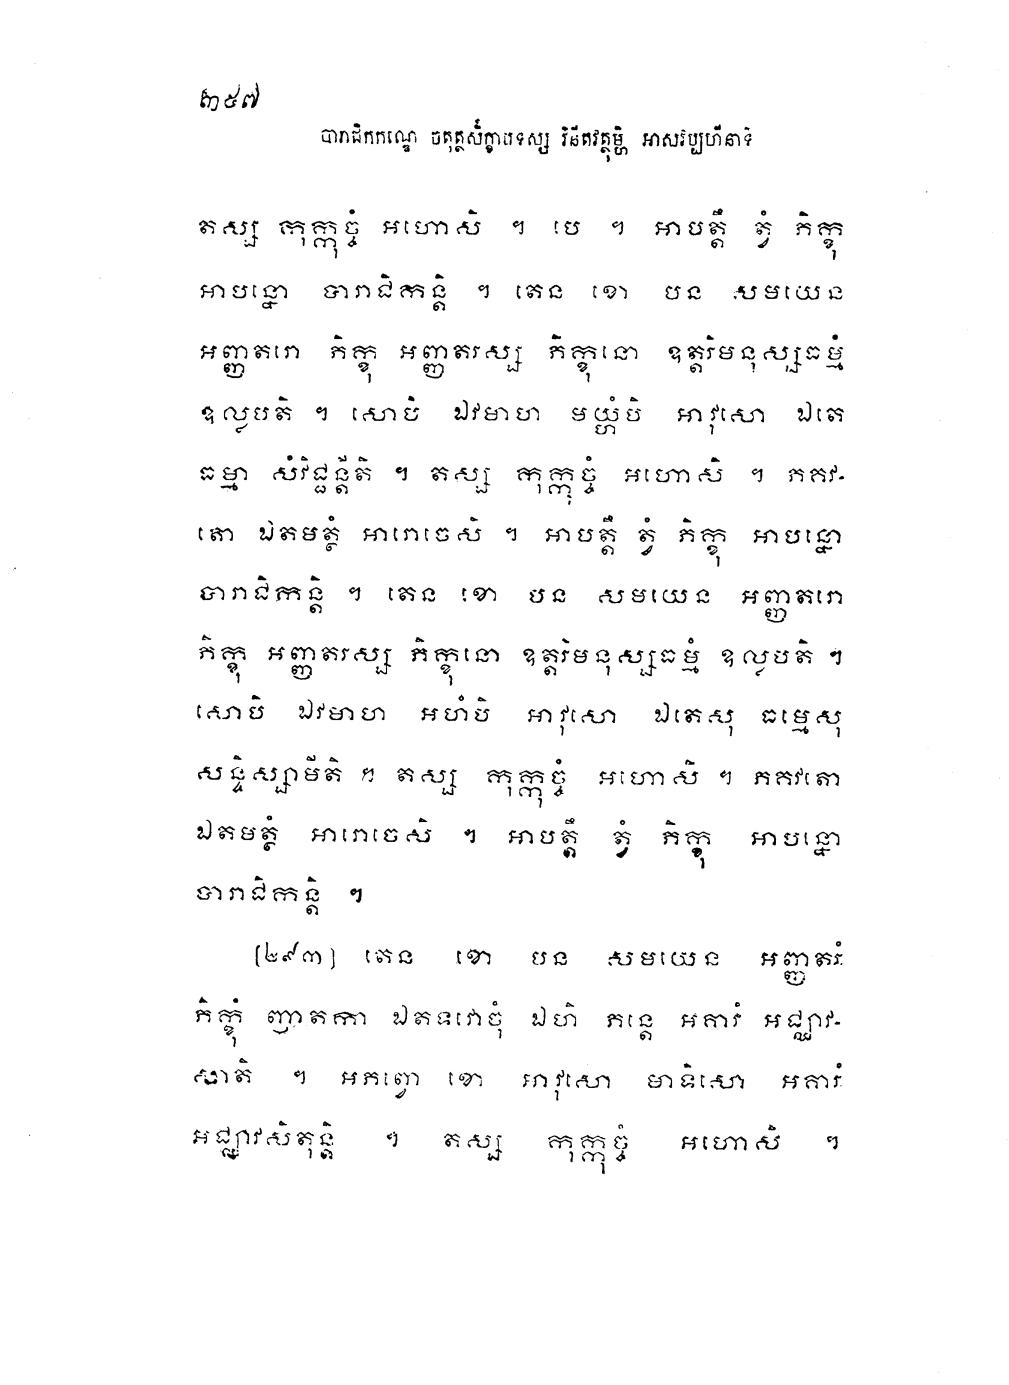 ៣៥៧
បារាជិកកណ្ឌេ ចតុត្ថសិក្ខាបទស្ស វិនីតវត្ថុម្ហិ អាសវប្បហីនាទិ
តស្ស កុក្កុច្ចំ អហោសិ ។ បេ ។ អាបត្តឹ ត្វំ ភិក្ខុ
អាបន្នោ បារាជិកន្តិ ។ តេន ខោ បន សមយេន
អញ្ញតរោ ភិក្ខុ អញ្ញតរស្ស ភិក្ខុនោ ឧត្តរិមនុស្សធម្មំ
ឧល្លបតិ ។ សោបិ ឯវមាហ មយ្ហំបិ អាវុសោ ឯតេ
ធម្មា សំវិជ្ជន្តីតិ ។ តស្ស កុក្កុច្ចំ អហោសិ ។ ភគវ-
តោ ឯតមត្ថំ អារោចេសិ ។ អាបត្តឹ ត្វំ ភិក្ខុ អាបន្នោ
បារាជិកន្តិ ។ តេន ខោ បន សមយេន អញ្ញតរោ
ភិក្ខុ អញ្ញតរស្ស ភិក្ខុនោ ឧត្តរិមនុស្សធម្មំ ឧល្លបតិ ។
សោបិ ឯវមាហ អហំបិ អាវុសោ ឯតេសុ ធម្មេសុ
សន្ទិស្សាមីតិ ។ តស្ស កុក្កុច្ចំ អហោសិ ។ ភគវតោ
ឯតមត្ថំ អារោចេសិ ។ អាបត្តឹ ត្វំ ភិក្ខុ អាបន្នោ
បារាជិកន្តិ ។
[២៩៣] តេន ខោ បន សមយេន អញ្ញតរំ
ភិក្ខុំ ញាតកា ឯតទវោចុំ ឯហិ ភន្តេ អគារំ អជ្ឈាវ-
សាតិ ។ អភព្វោ ខោ អាវុសោ មាទិសោ អគារំ
អជ្ឈាវសិតុន្តិ ។ តស្ស កុក្កុច្ចំ អហោសិ ។